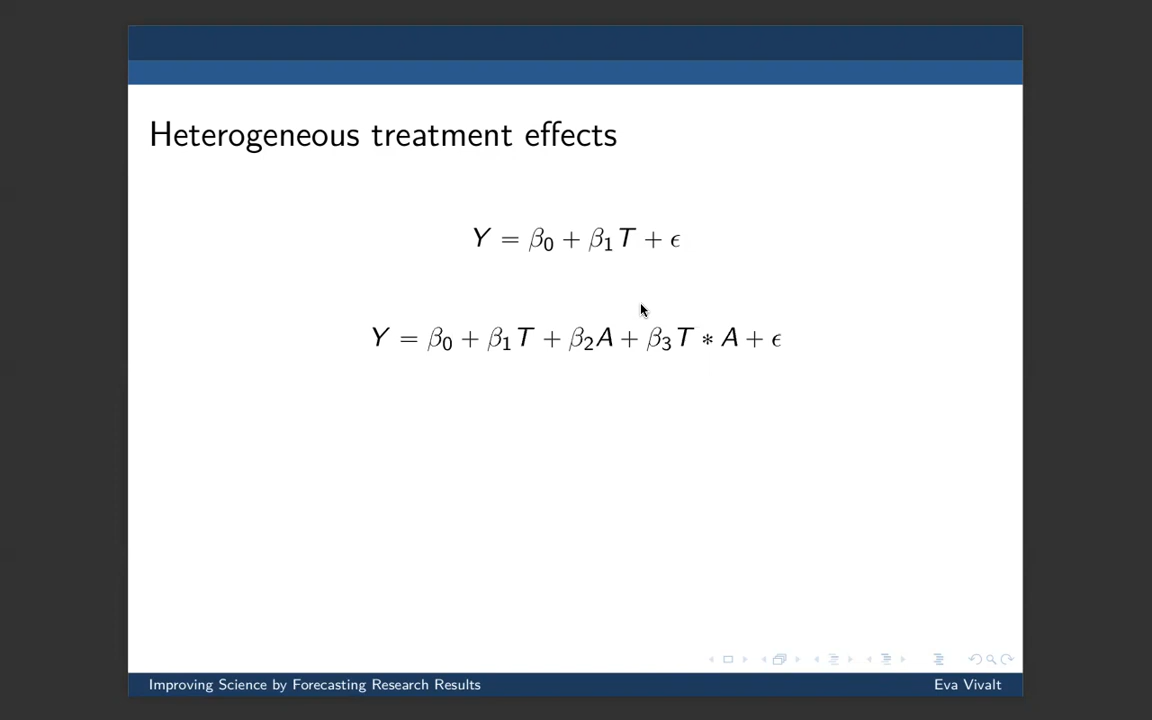 Heterogeneous treatment effects
Y = β₀ + β₁T + ϵ
Y = β₀ + β₁T + β₂A + β₃T ∗ A + ϵ
Improving Science by Forecasting Research Results
Eva Vivalt